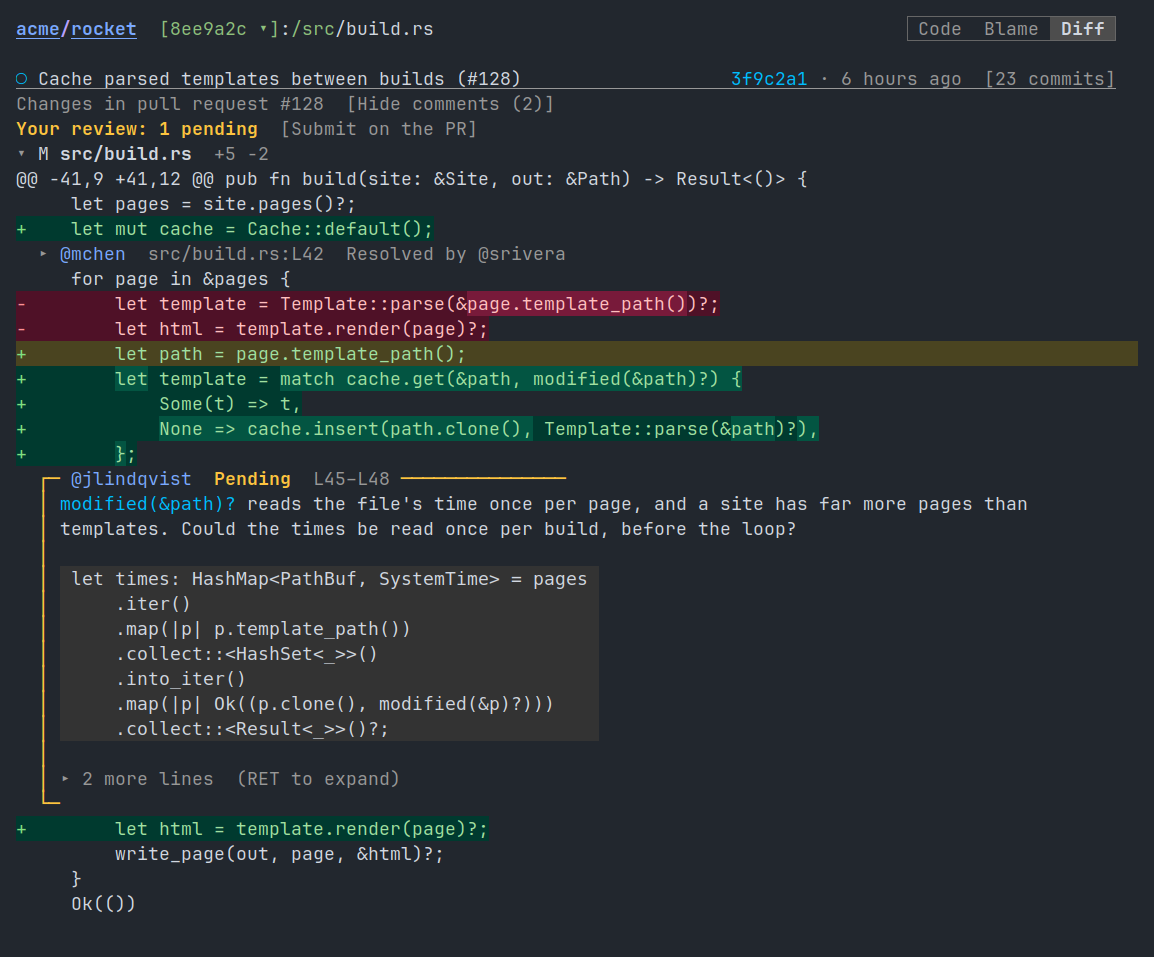 acme/rocket  [8ee9a2c ▾]:/src/build.rs  Code  Blame  Diff
○ Cache parsed templates between builds (#128)  3f9c2a1 · 6 hours ago  [23 commits]
Changes in pull request #128  [Hide comments (2)]
Your review: 1 pending  [Submit on the PR]
▾ M src/build.rs  +5 -2
@@ -41,9 +41,12 @@ pub fn build(site: &Site, out: &Path) -> Result<()> {
     let pages = site.pages()?;
+    let mut cache = Cache::default();
  ▸ @mchen  src/build.rs:L42  Resolved by @srivera
     for page in &pages {
-        let template = Template::parse(&page.template_path())?;
-        let html = template.render(page)?;
+        let path = page.template_path();
+        let template = match cache.get(&path, modified(&path)?) {
+            Some(t) => t,
+            None => cache.insert(path.clone(), Template::parse(&path)?),
+        };
@jlindqvist  Pending  L45–L48
modified(&path)? reads the file's time once per page, and a site has far more pages than
templates. Could the times be read once per build, before the loop?
let times: HashMap<PathBuf, SystemTime> = pages
    .iter()
    .map(|p| p.template_path())
    .collect::<HashSet<_>>()
    .into_iter()
    .map(|p| Ok((p.clone(), modified(&p)?)))
    .collect::<Result<_>>()?;
▸ 2 more lines  (RET to expand)
+        let html = template.render(page)?;
         write_page(out, page, &html)?;
     }
     Ok(())